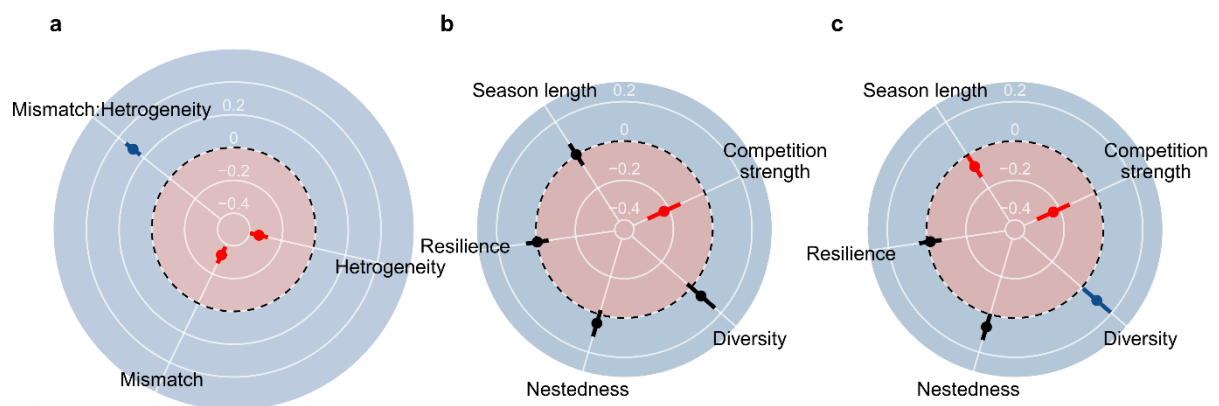 a
Mismatch:Hetrogeneity
0.2
0
−0.2
−0.4
Hetrogeneity
Mismatch
b
Season length
0.2
0
−0.2
−0.4
Competition
strength
Resilience
Diversity
Nestedness
c
Season length
0.2
0
−0.2
−0.4
Competition
strength
Resilience
Diversity
Nestedness